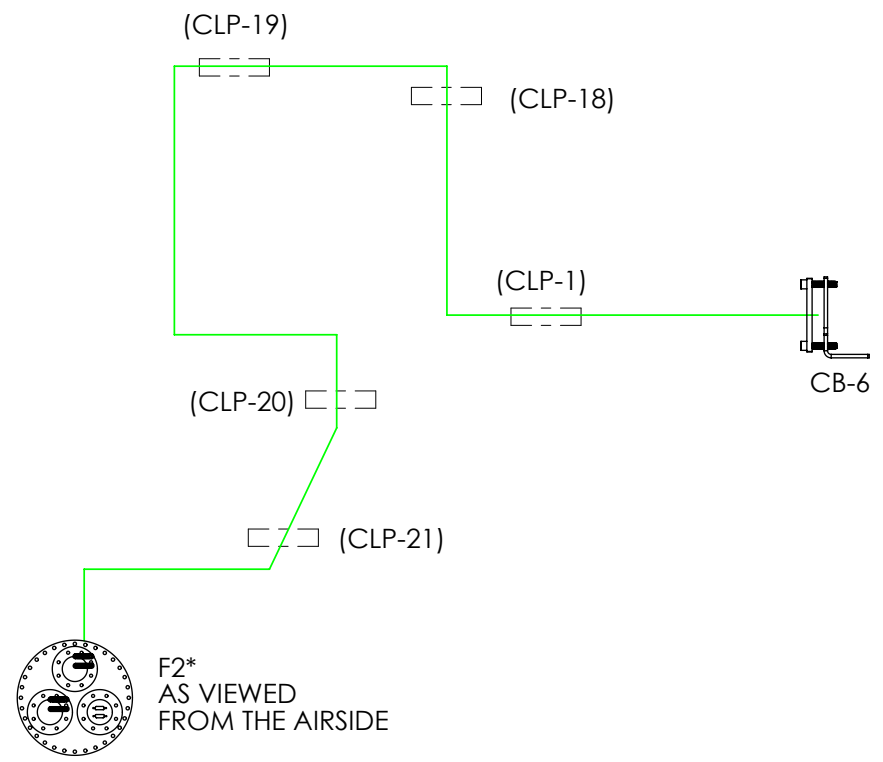 (CLP-19)
(CLP-18)
(CLP-1)
CB-6
(CLP-20)
(CLP-21)
F2*
AS VIEWED
FROM THE AIRSIDE